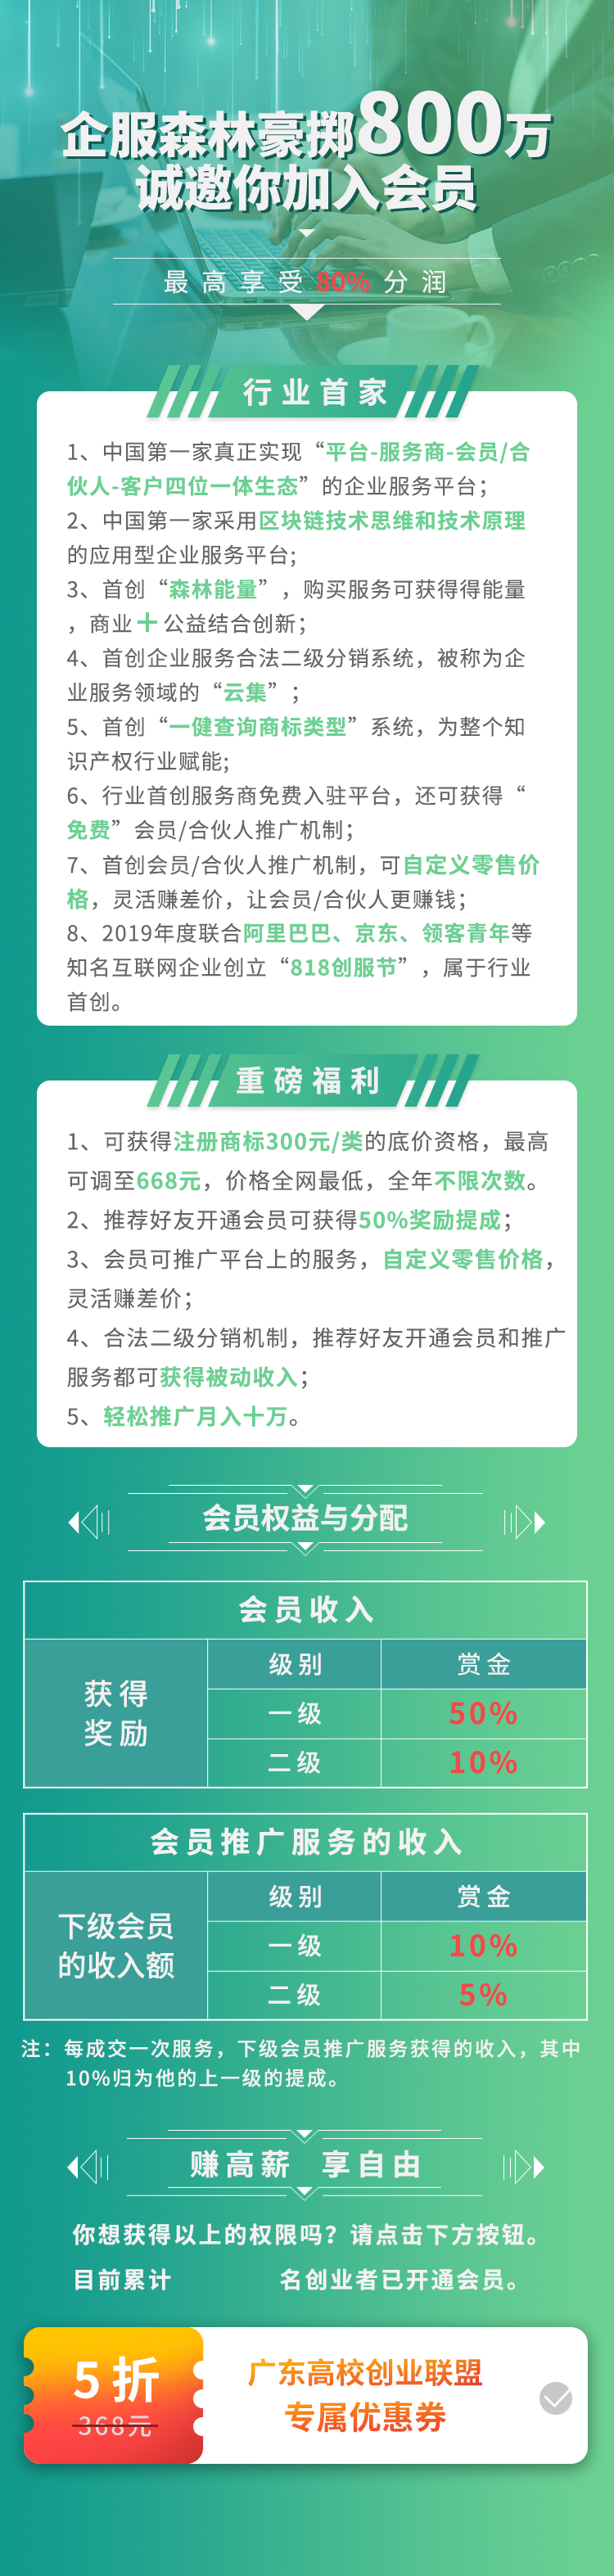 企服森林豪掷800万
诚邀你加入会员
最高享受80%分润
行业首家
1、中国第一家真正实现“平台-服务商-会员/合
伙人-客户四位一体生态”的企业服务平台；
2、中国第一家采用区块链技术思维和技术原理
的应用型企业服务平台;
3、首创“森林能量”，购买服务可获得得能量
，商业＋公益结合创新；
4、首创企业服务合法二级分销系统，被称为企
业服务领域的“云集”；
5、首创“一健查询商标类型”系统，为整个知
识产权行业赋能;
6、行业首创服务商免费入驻平台，还可获得“
免费”会员/合伙人推广机制；
7、首创会员/合伙人推广机制，可自定义零售价
格，灵活赚差价，让会员/合伙人更赚钱；
8、2019年度联合阿里巴巴、京东、领客青年等
知名互联网企业创立“818创服节”，属于行业
首创。
重磅福利
1、可获得注册商标300元/类的底价资格，最高
可调至668元，价格全网最低，全年不限次数。
2、推荐好友开通会员可获得50%奖励提成；
3、会员可推广平台上的服务，自定义零售价格，
灵活赚差价；
4、合法二级分销机制，推荐好友开通会员和推广
服务都可获得被动收入；
5、轻松推广月入十万。
会员权益与分配
会员收入
获得
奖励
级别 赏金
一级 50%
二级 10%
会员推广服务的收入
下级会员
的收入额
级别 赏金
一级 10%
二级 5%
注：每成交一次服务，下级会员推广服务获得的收入，其中
10%归为他的上一级的提成。
赚高薪 享自由
你想获得以上的权限吗？请点击下方按钮。
目前累计 名创业者已开通会员。
5折
368元
广东高校创业联盟
专属优惠券